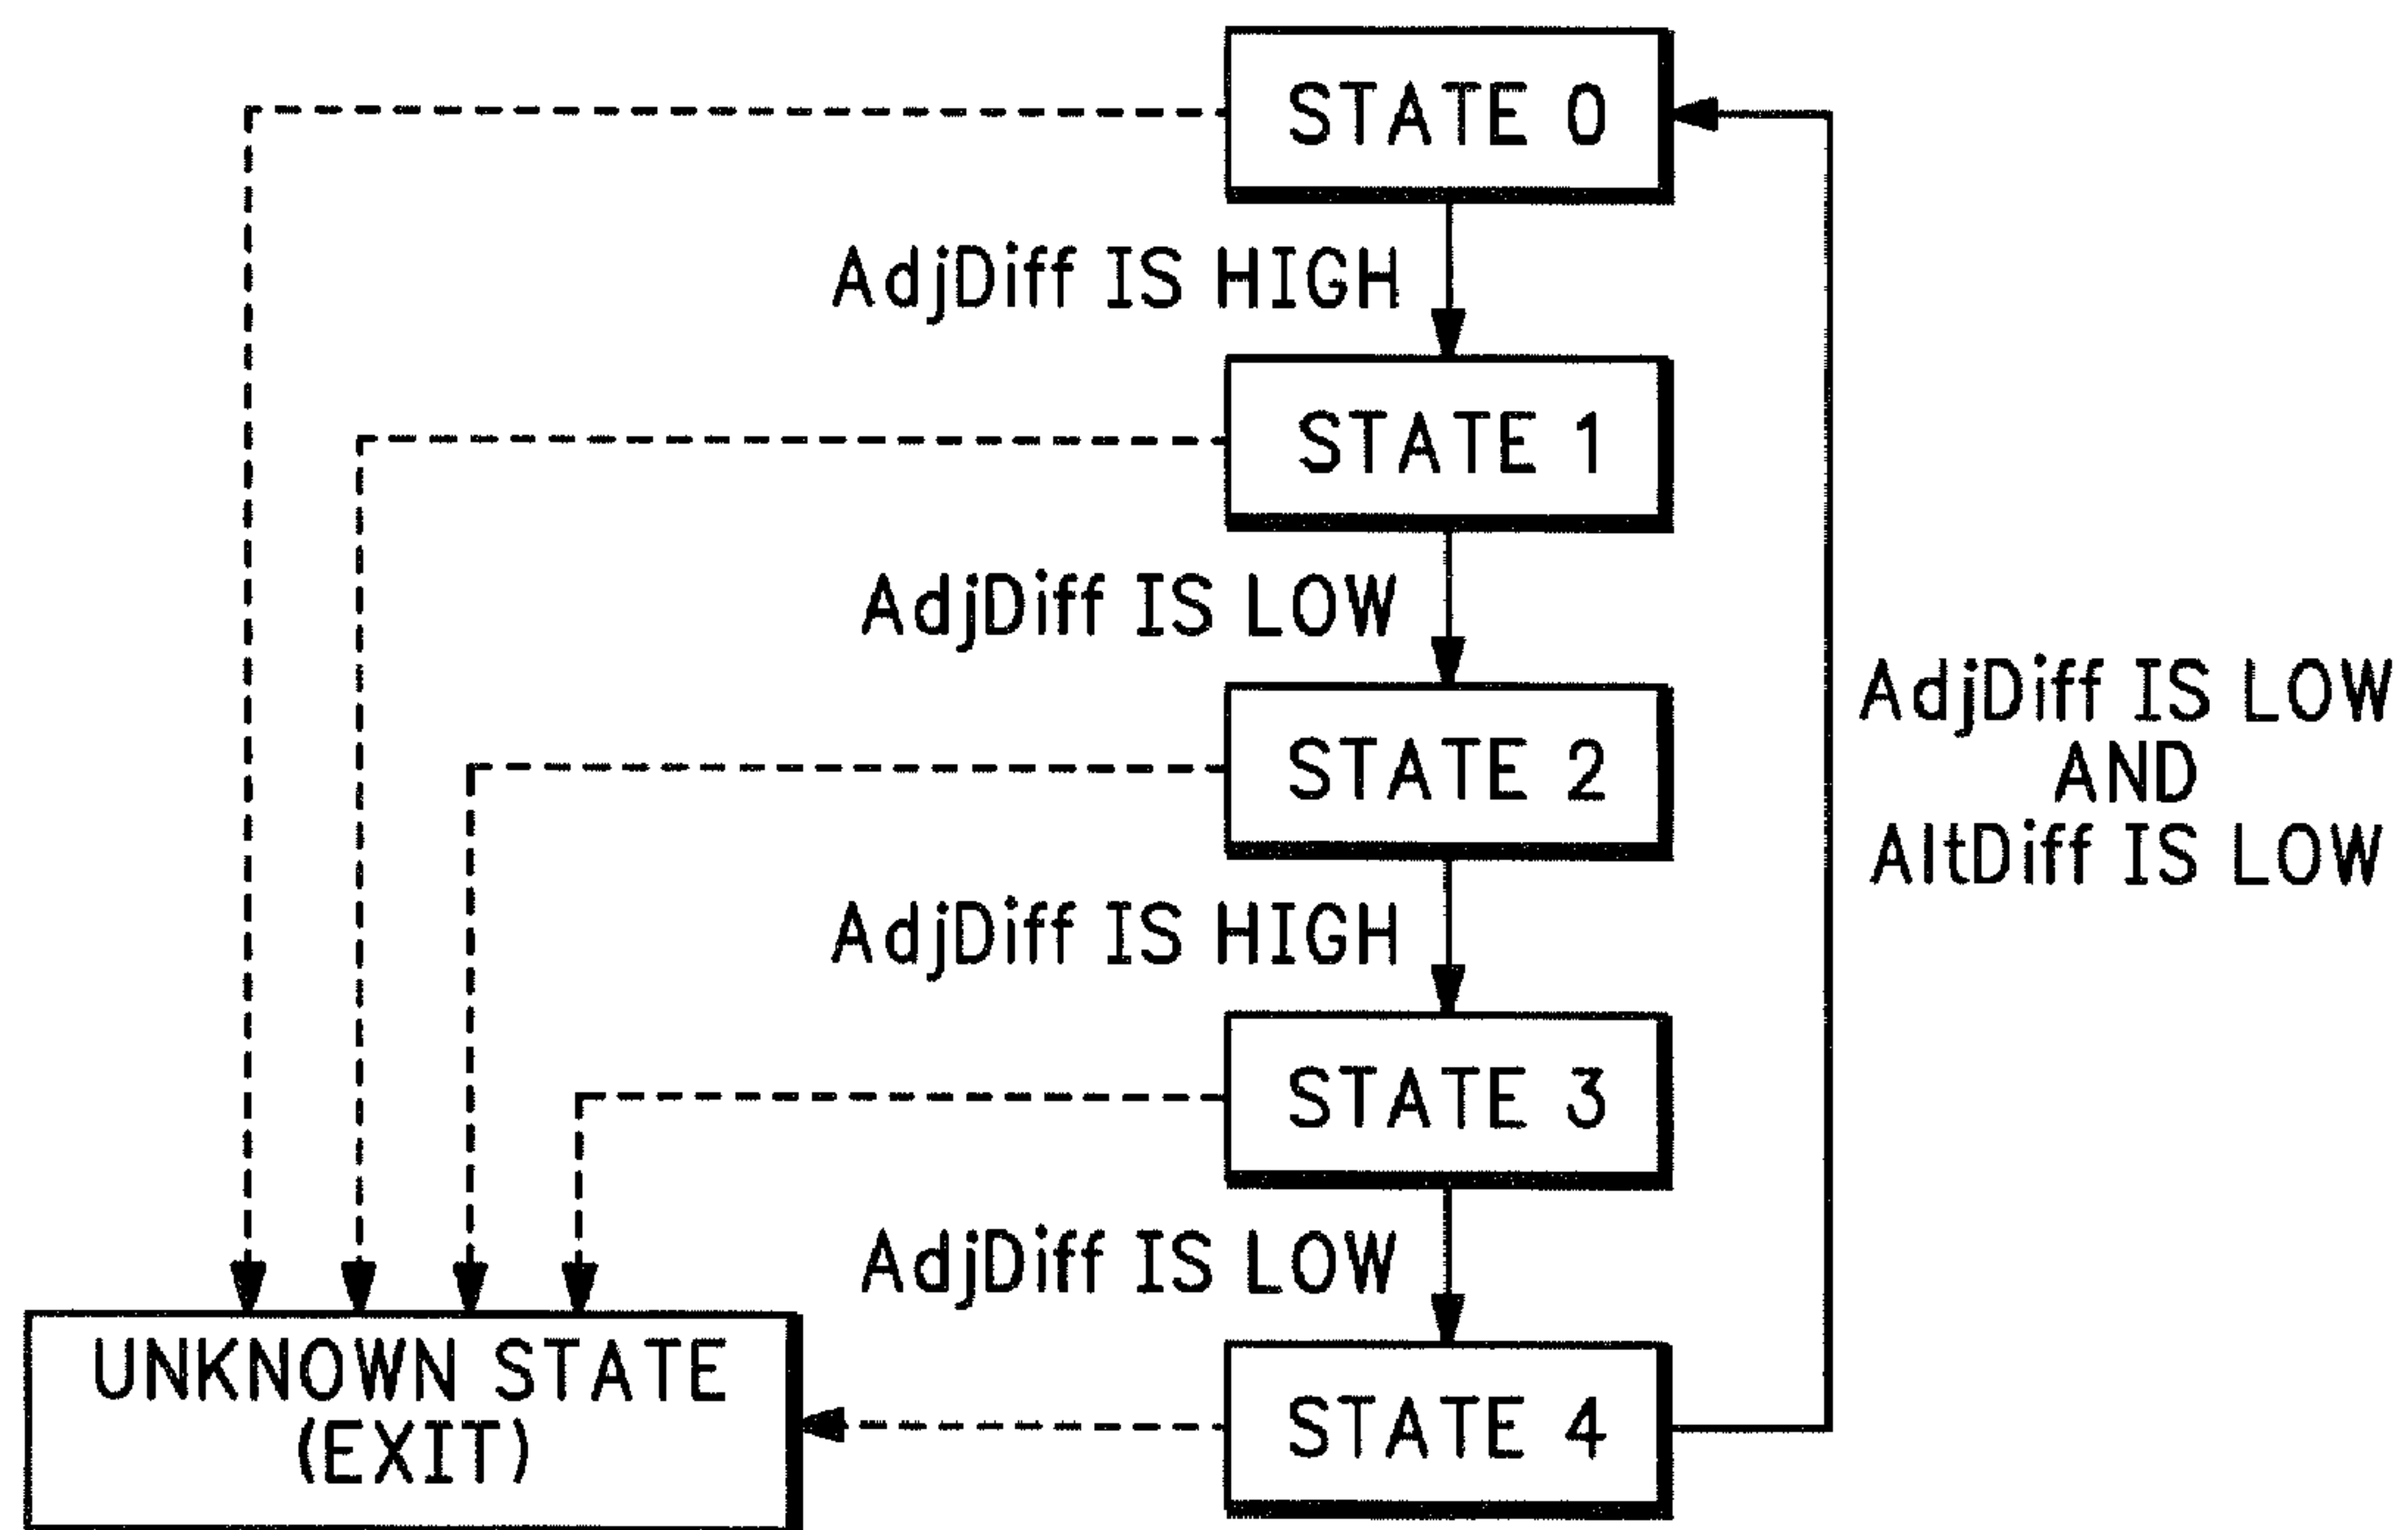 STATE 0
AdjDiff IS HIGH
STATE 1
AdjDiff IS LOW
STATE 2
AdjDiff IS LOW
AND
AltDiff IS LOW
AdjDiff IS HIGH
STATE 3
AdjDiff IS LOW
STATE 4
UNKNOWN STATE
(EXIT)